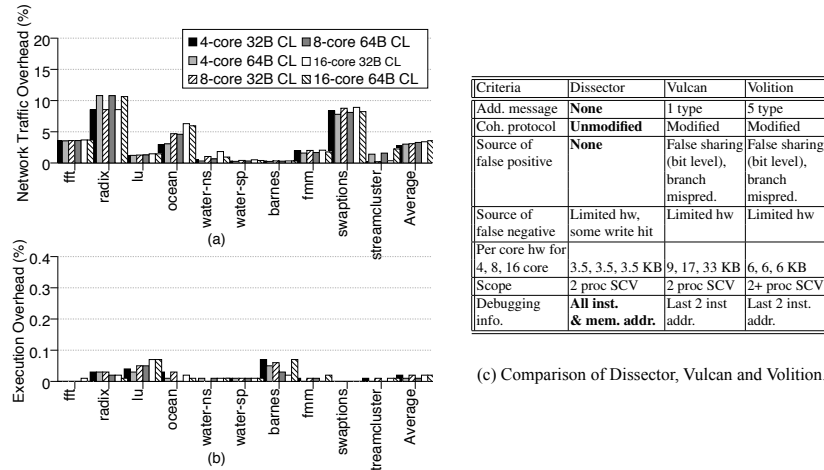 Network Traffic Overhead (%)
20
15
10
5
0
4-core 32B CL
8-core 64B CL
4-core 64B CL
16-core 32B CL
8-core 32B CL
16-core 64B CL
fft
radix
lu
ocean
water-ns
water-sp
barnes
fmm
swaptions
streamcluster
Average
(a)
Execution Overhead (%)
0.4
0.3
0.2
0.1
0
fft
radix
lu
ocean
water-ns.
water-sp.
barnes
fmm
swaptions
streamcluster
Average
(b)
Criteria Dissector Vulcan Volition
Add. message None 1 type 5 type
Coh. protocol Unmodified Modified Modified
Source of None False sharing False sharing
false positive (bit level), (bit level),
branch branch
mispred. mispred.
Source of Limited hw, Limited hw Limited hw
false negative some write hit
Per core hw for
4, 8, 16 core 3.5, 3.5, 3.5 KB 9, 17, 33 KB 6, 6, 6 KB
Scope 2 proc SCV 2 proc SCV 2+ proc SCV
Debugging All inst. Last 2 inst Last 2 inst.
info. & mem. addr. addr. addr.
(c) Comparison of Dissector, Vulcan and Volition.